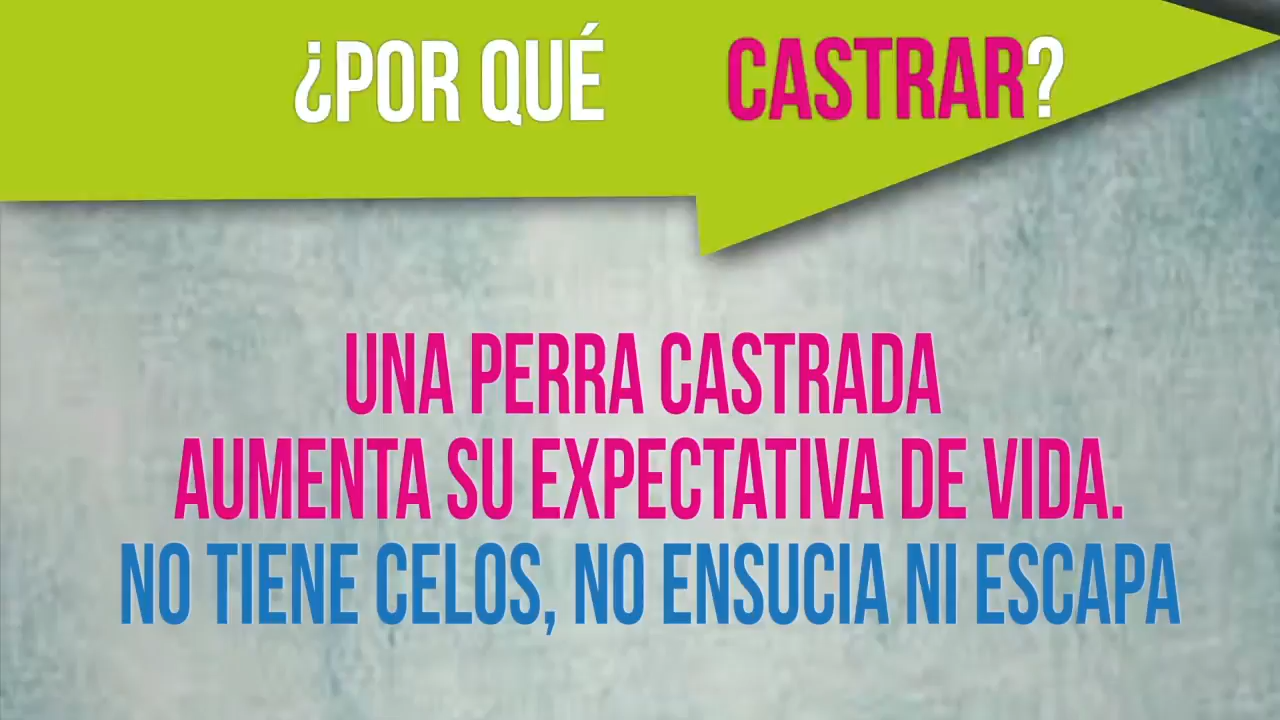 ¿POR QUÉ CASTRAR?
UNA PERRA CASTRADA
AUMENTA SU EXPECTATIVA DE VIDA.
NO TIENE CELOS, NO ENSUCIA NI ESCAPA